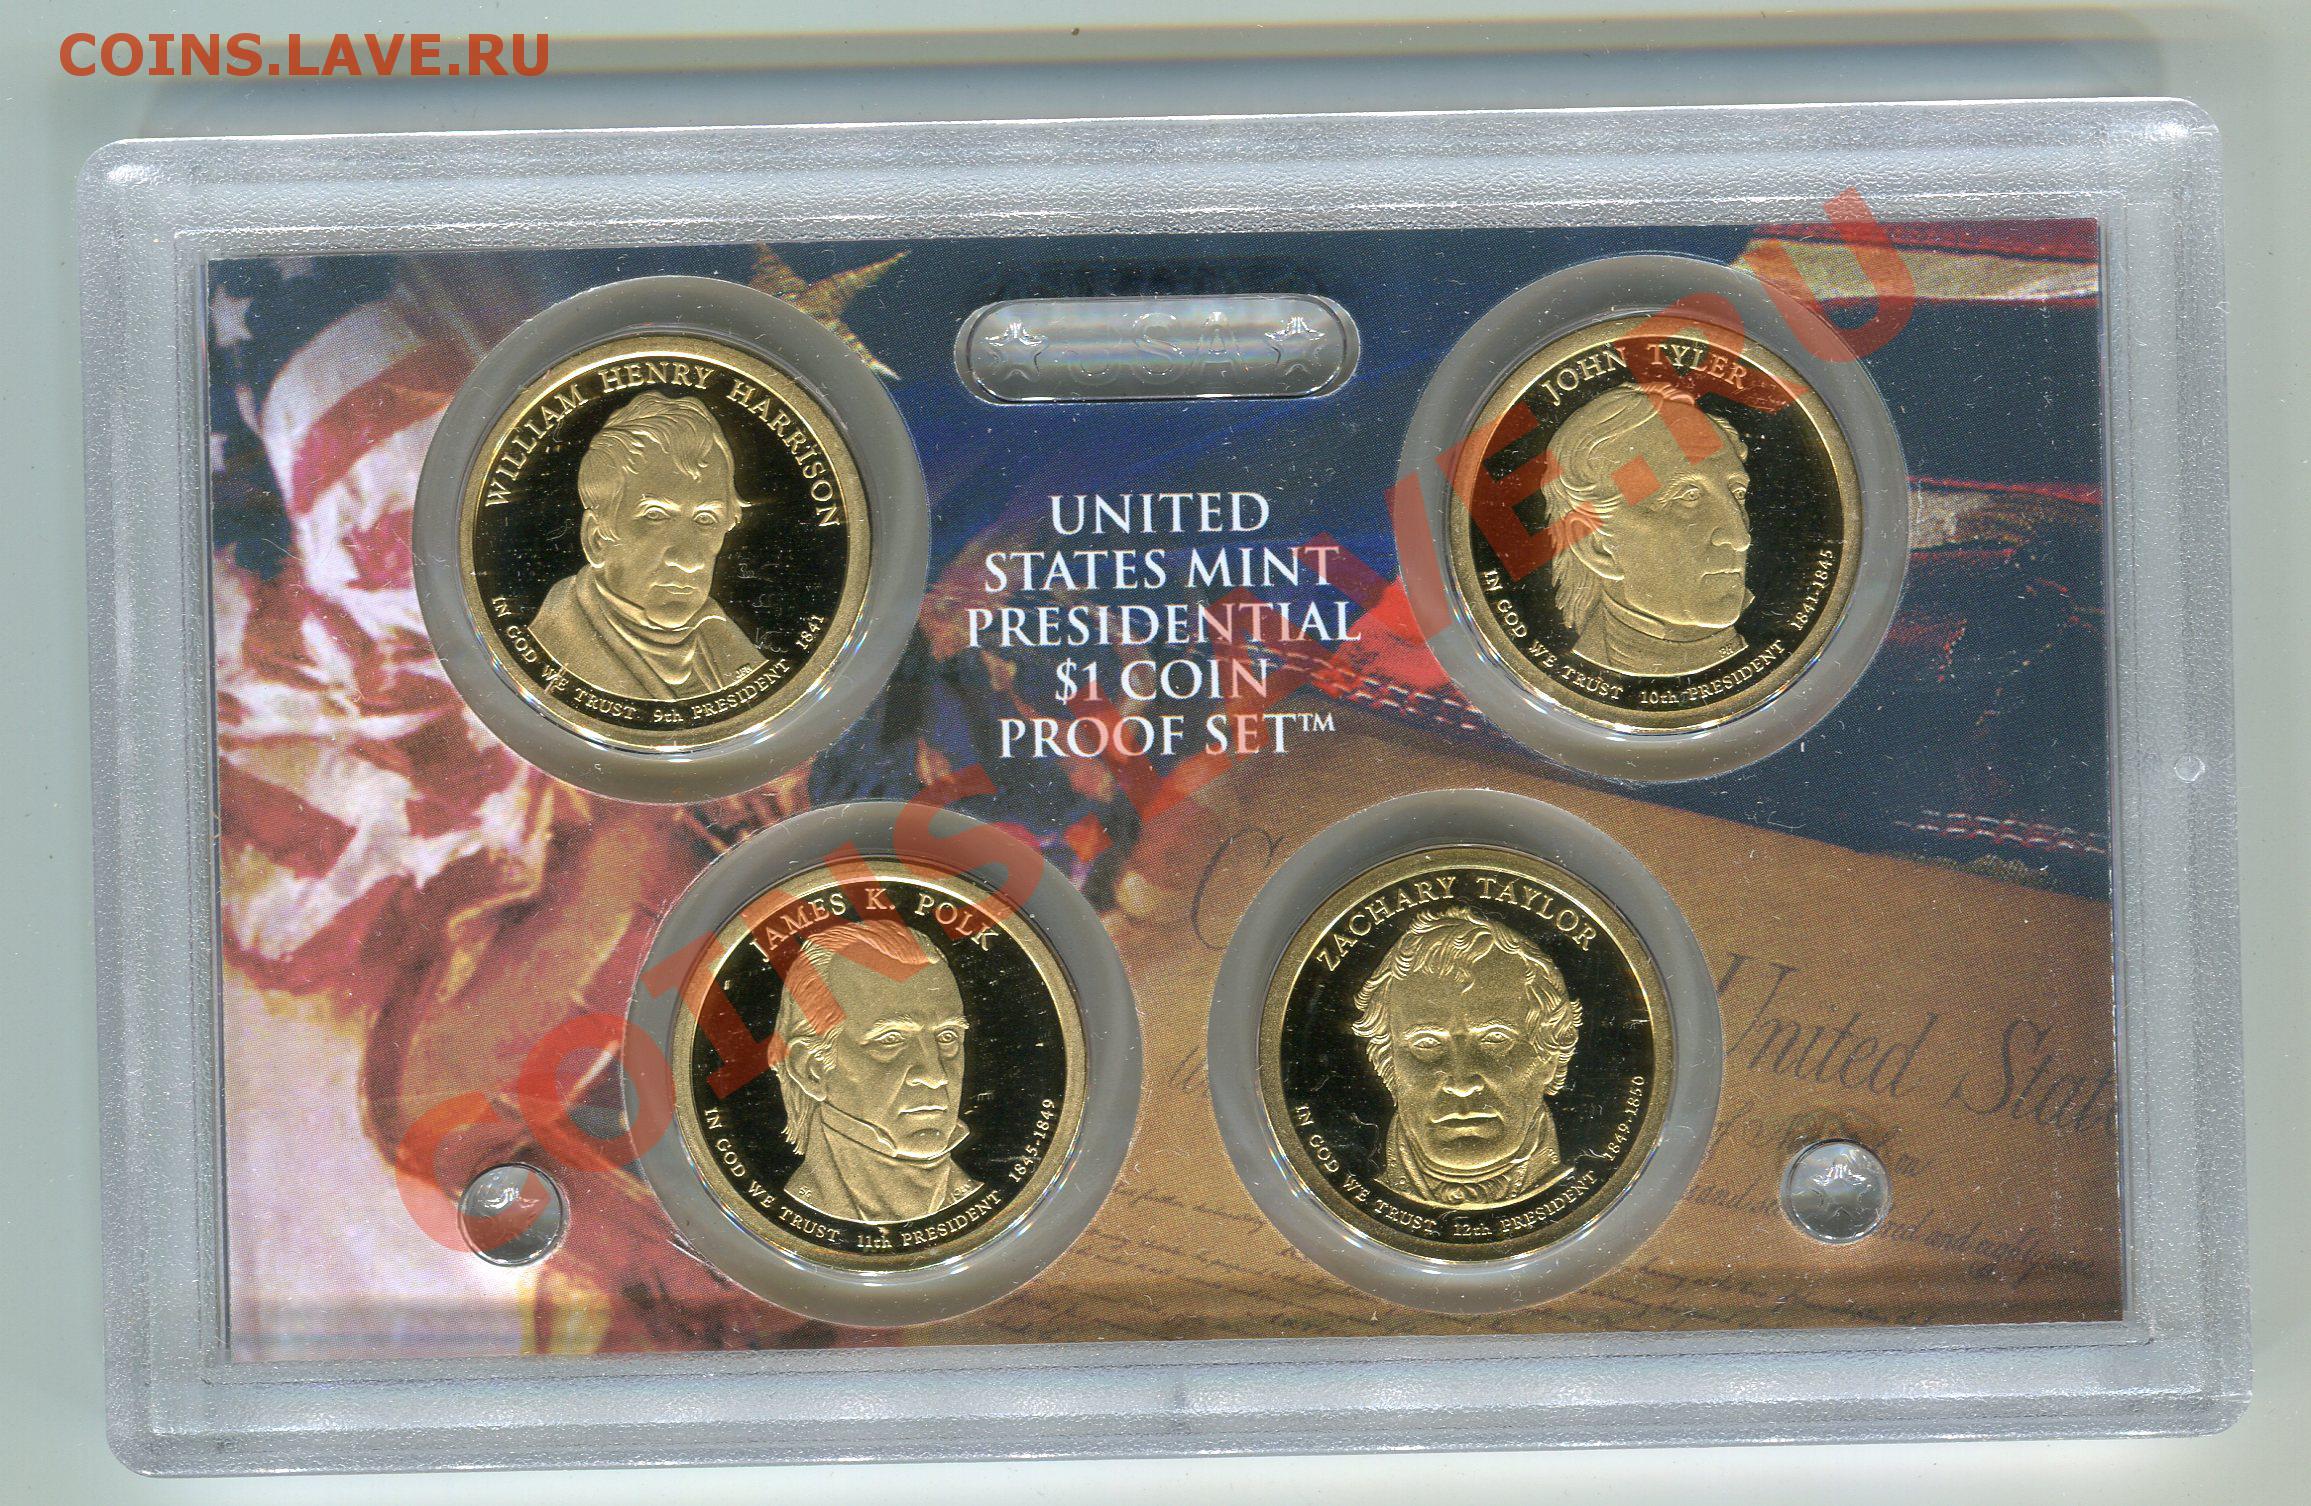 COINS.LAVE.RU
USA
WILLIAM HENRY HARRISON
IN GOD WE TRUST 9th PRESIDENT 1841
JOHN TYLER
IN GOD WE TRUST 10th PRESIDENT 1841-1845
UNITED
STATES MINT
PRESIDENTIAL
$1 COIN
PROOF SET™
JAMES K. POLK
IN GOD WE TRUST 11th PRESIDENT 1845-1849
ZACHARY TAYLOR
IN GOD WE TRUST 12th PRESIDENT 1849-1850
United States
COINS.LAVE.RU